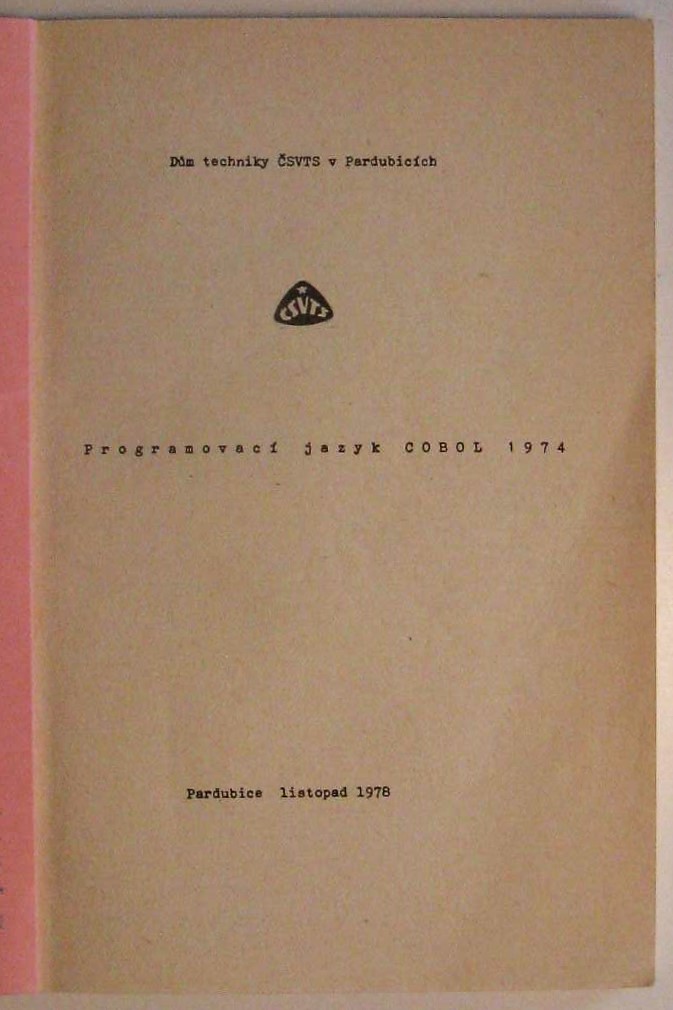 Dům techniky ČSVTS v Pardubicích
ČSVTS
Programovací jazyk COBOL 1974
Pardubice listopad 1978